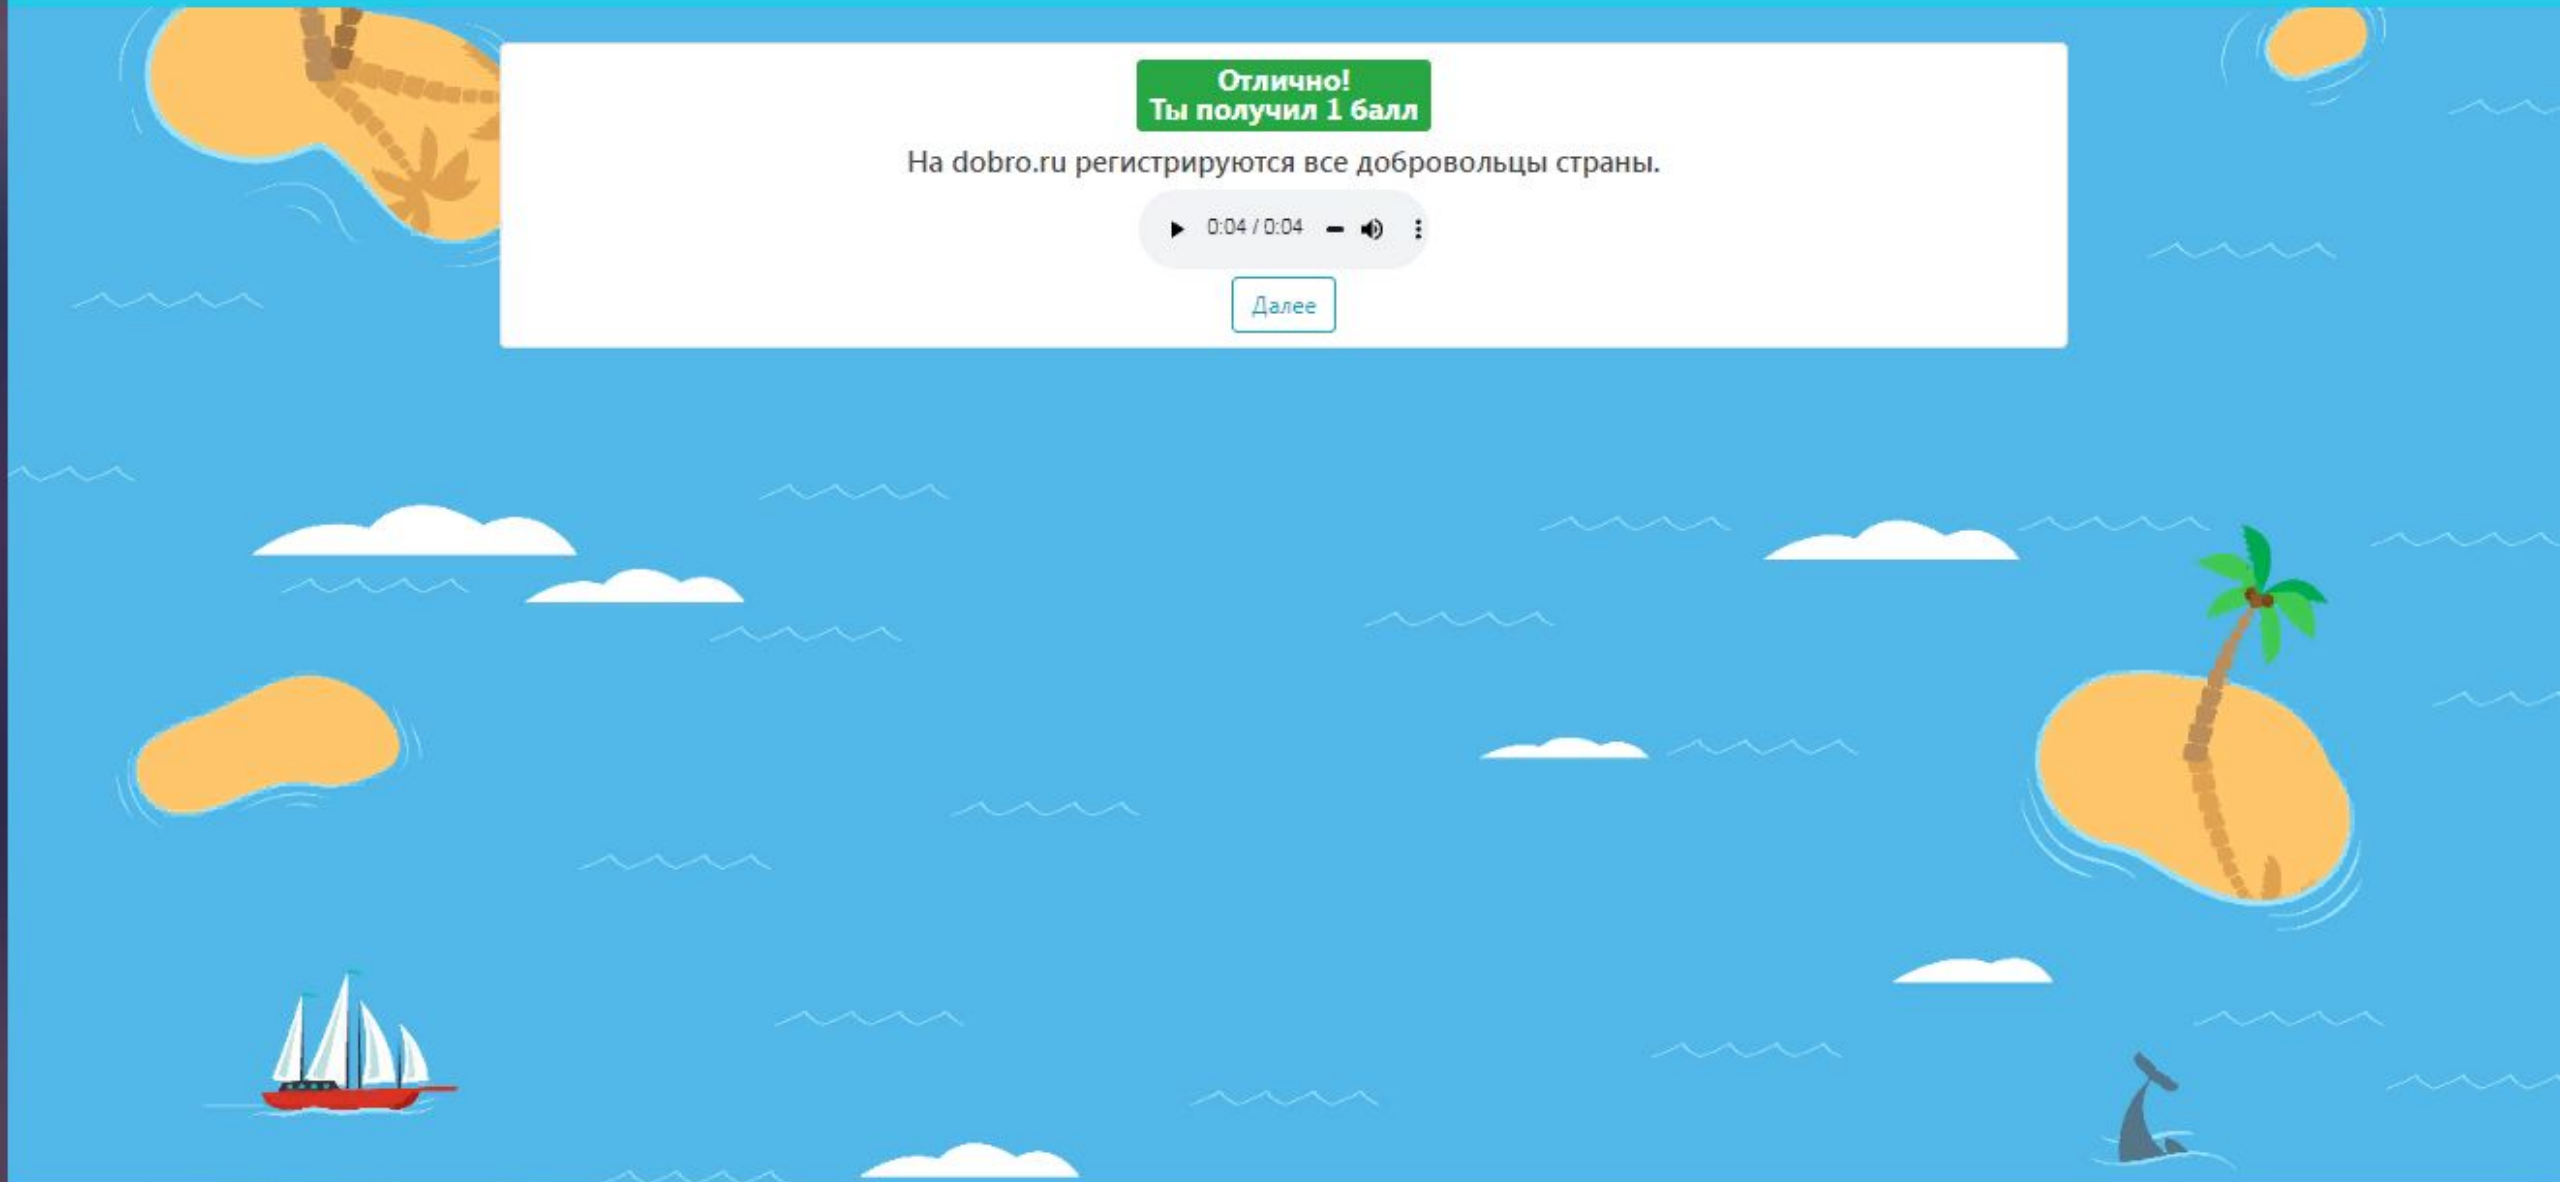 Отлично!
Ты получил 1 балл
На dobro.ru регистрируются все добровольцы страны.
0:04 / 0:04
Далее